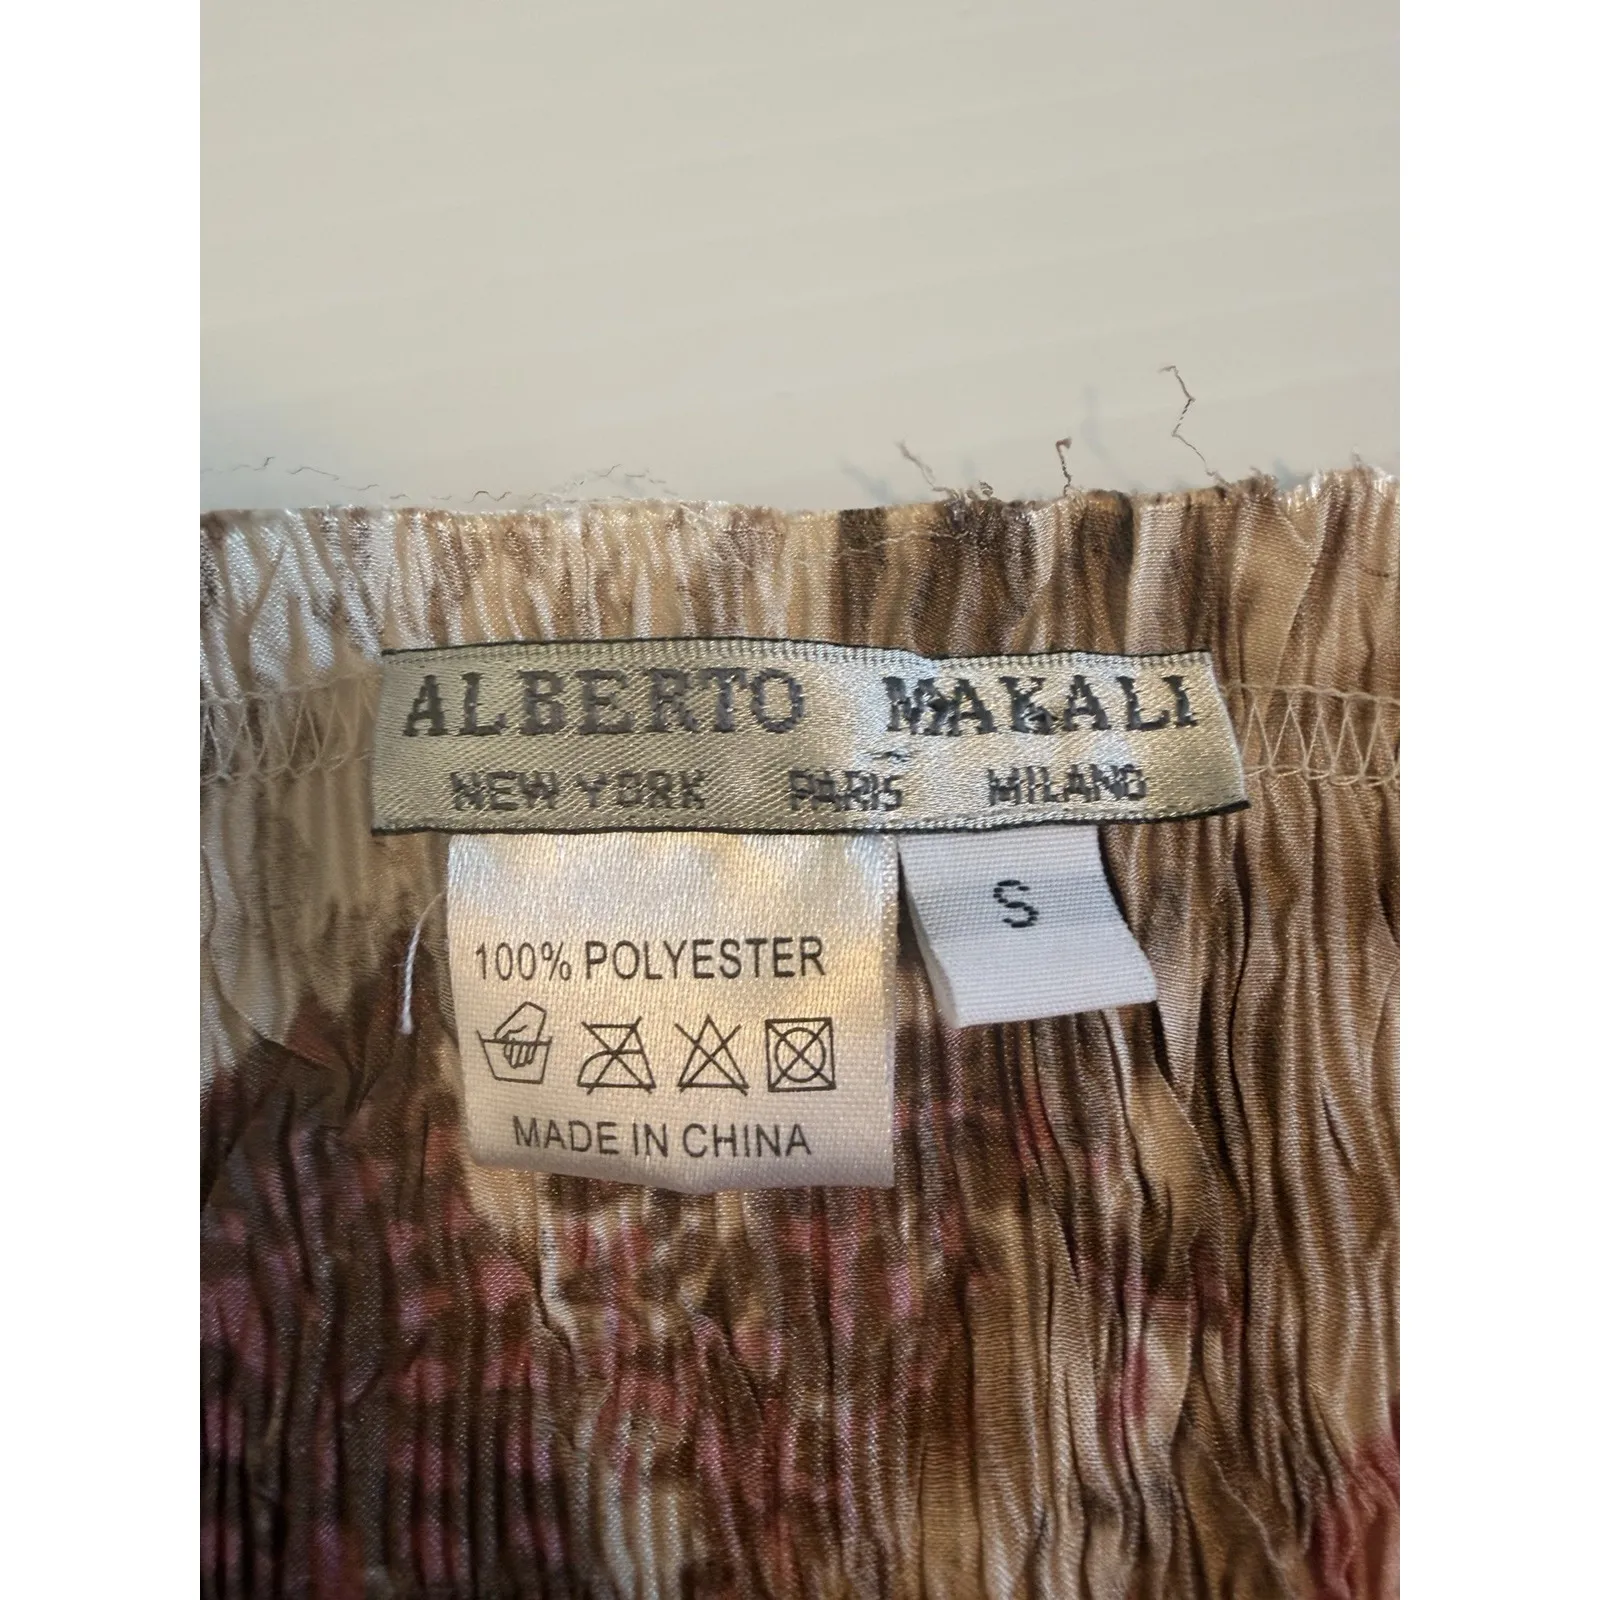 ALBERTO MAKALI
NEW YORK PARIS MILANO
S
100% POLYESTER
MADE IN CHINA